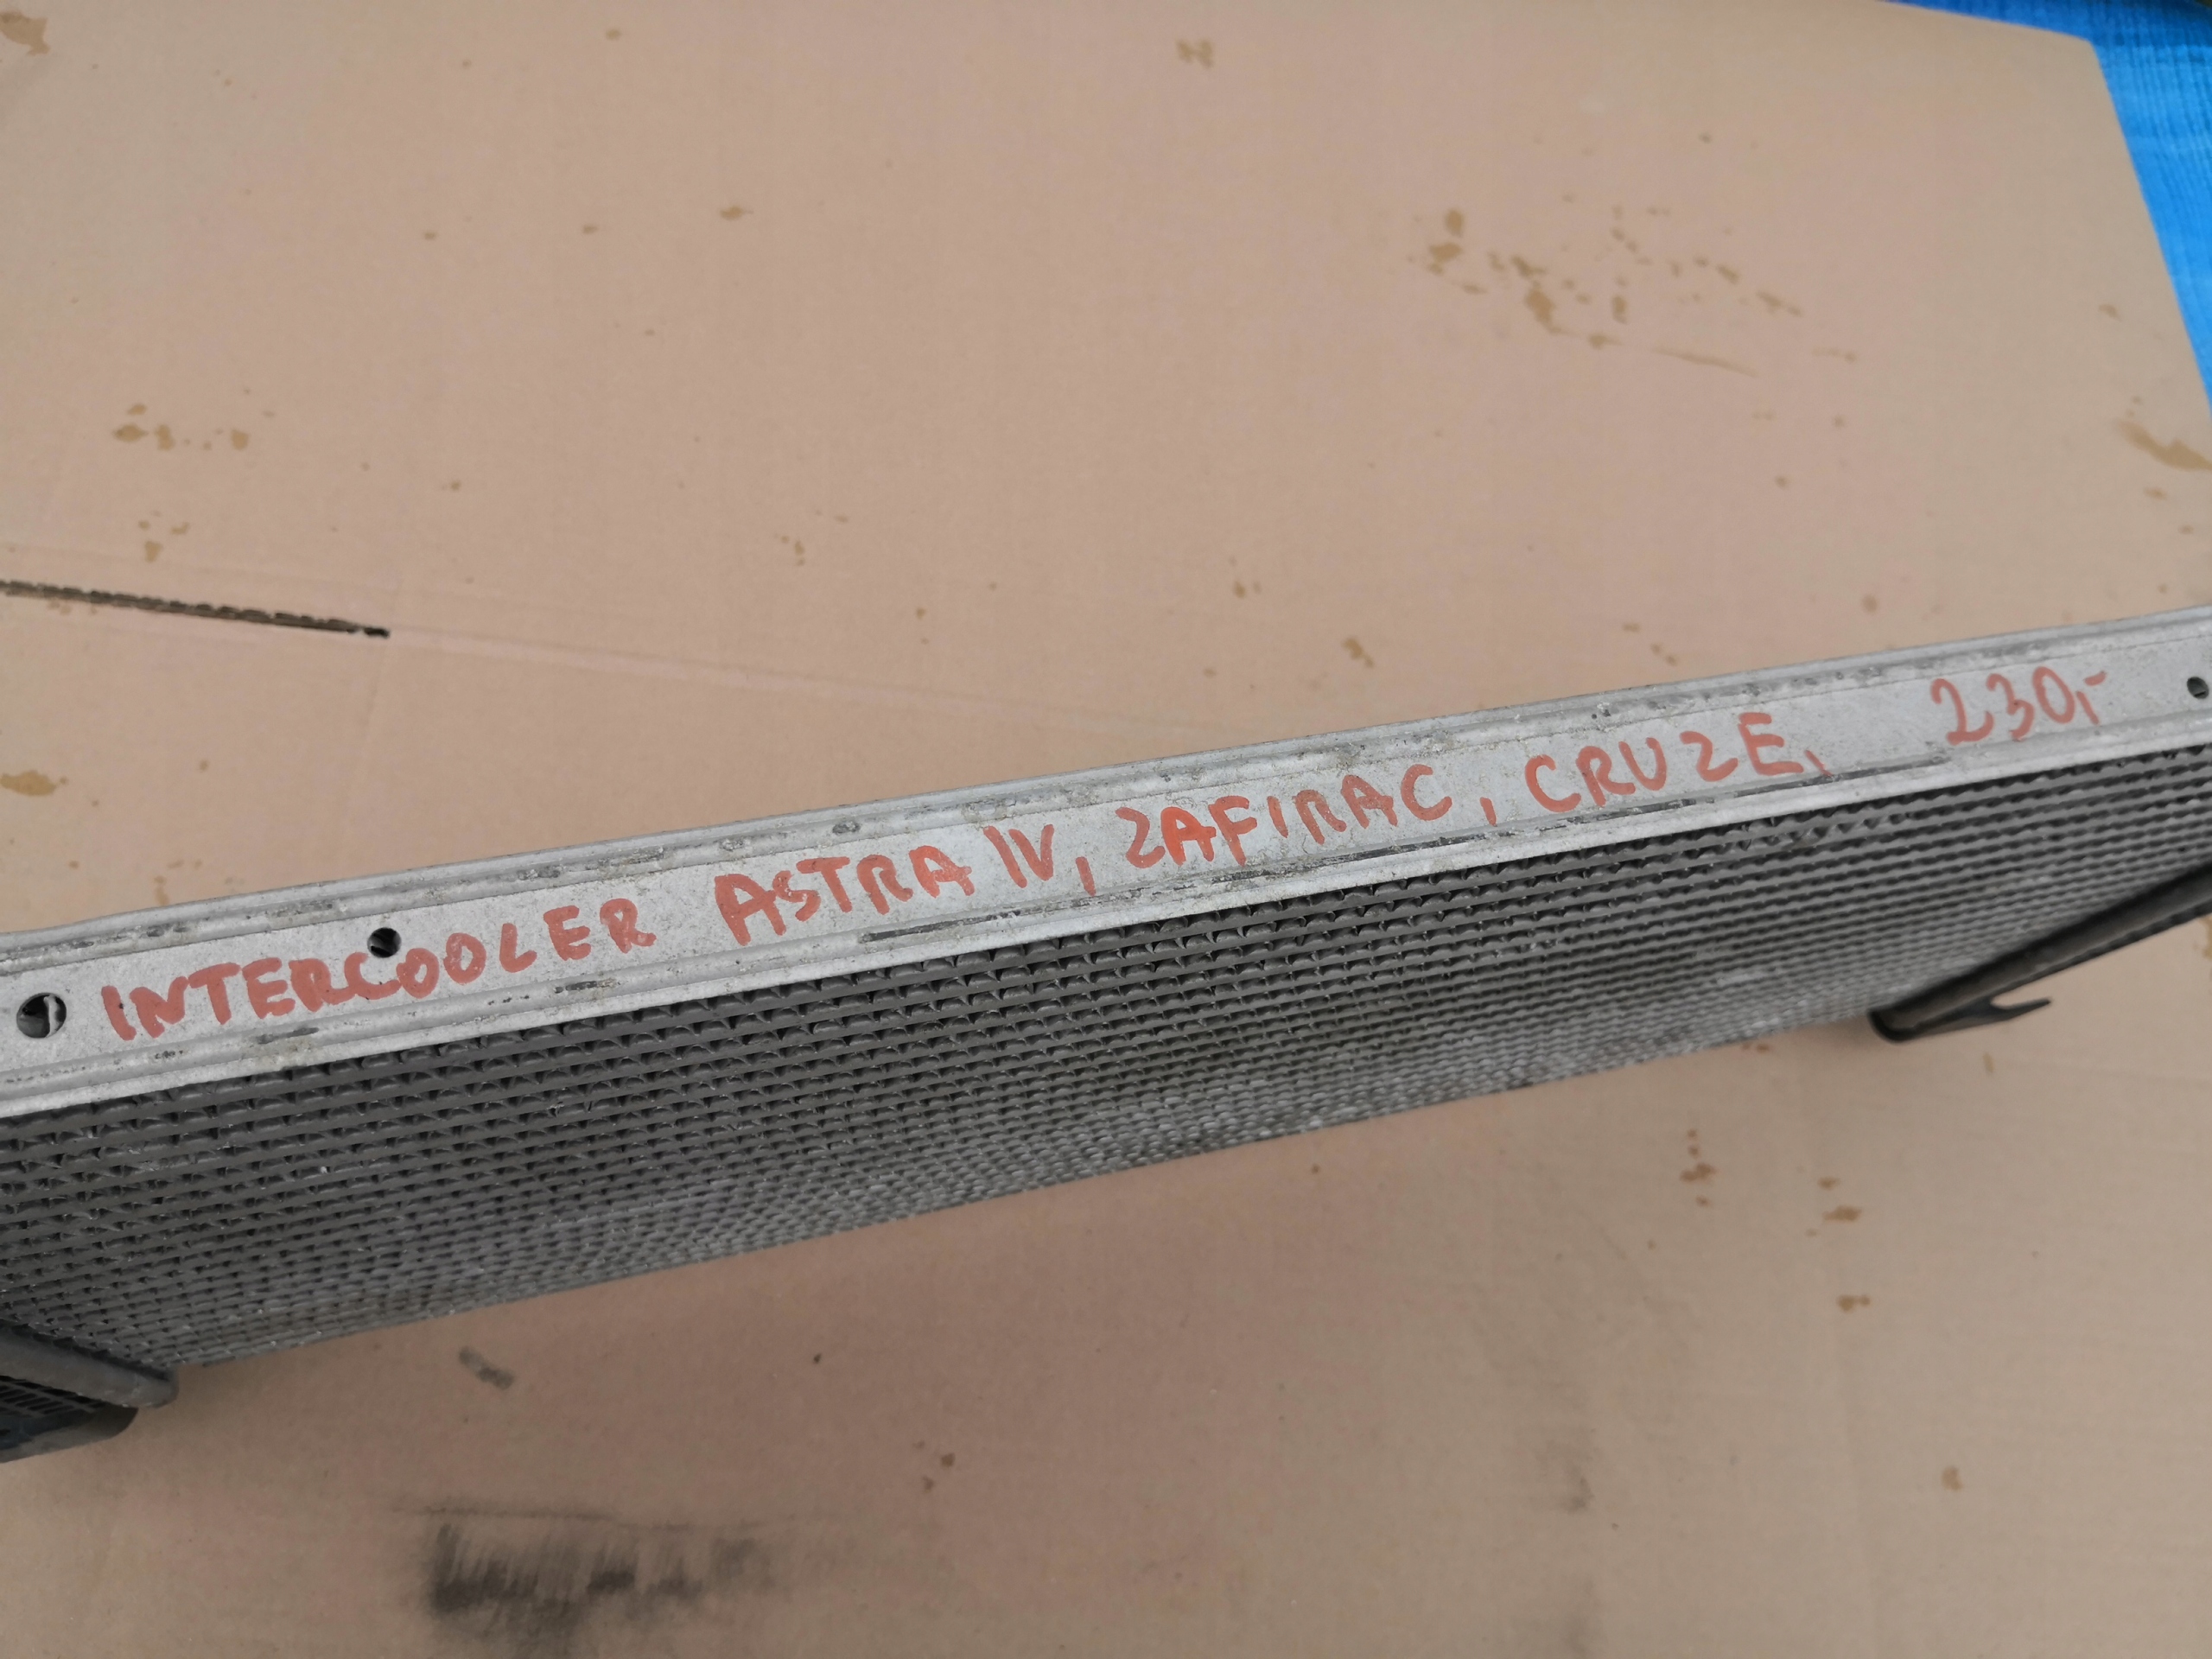 INTERCOOLER ASTRA IV, ZAFIRA C, CRUZE, 230,-